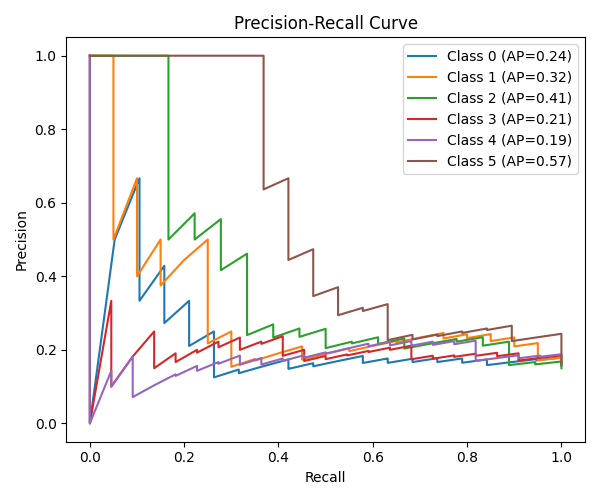 Precision-Recall Curve
1.0
0.8
0.6
0.4
0.2
0.0
Precision
Class 0 (AP=0.24)
Class 1 (AP=0.32)
Class 2 (AP=0.41)
Class 3 (AP=0.21)
Class 4 (AP=0.19)
Class 5 (AP=0.57)
0.0 0.2 0.4 0.6 0.8 1.0
Recall